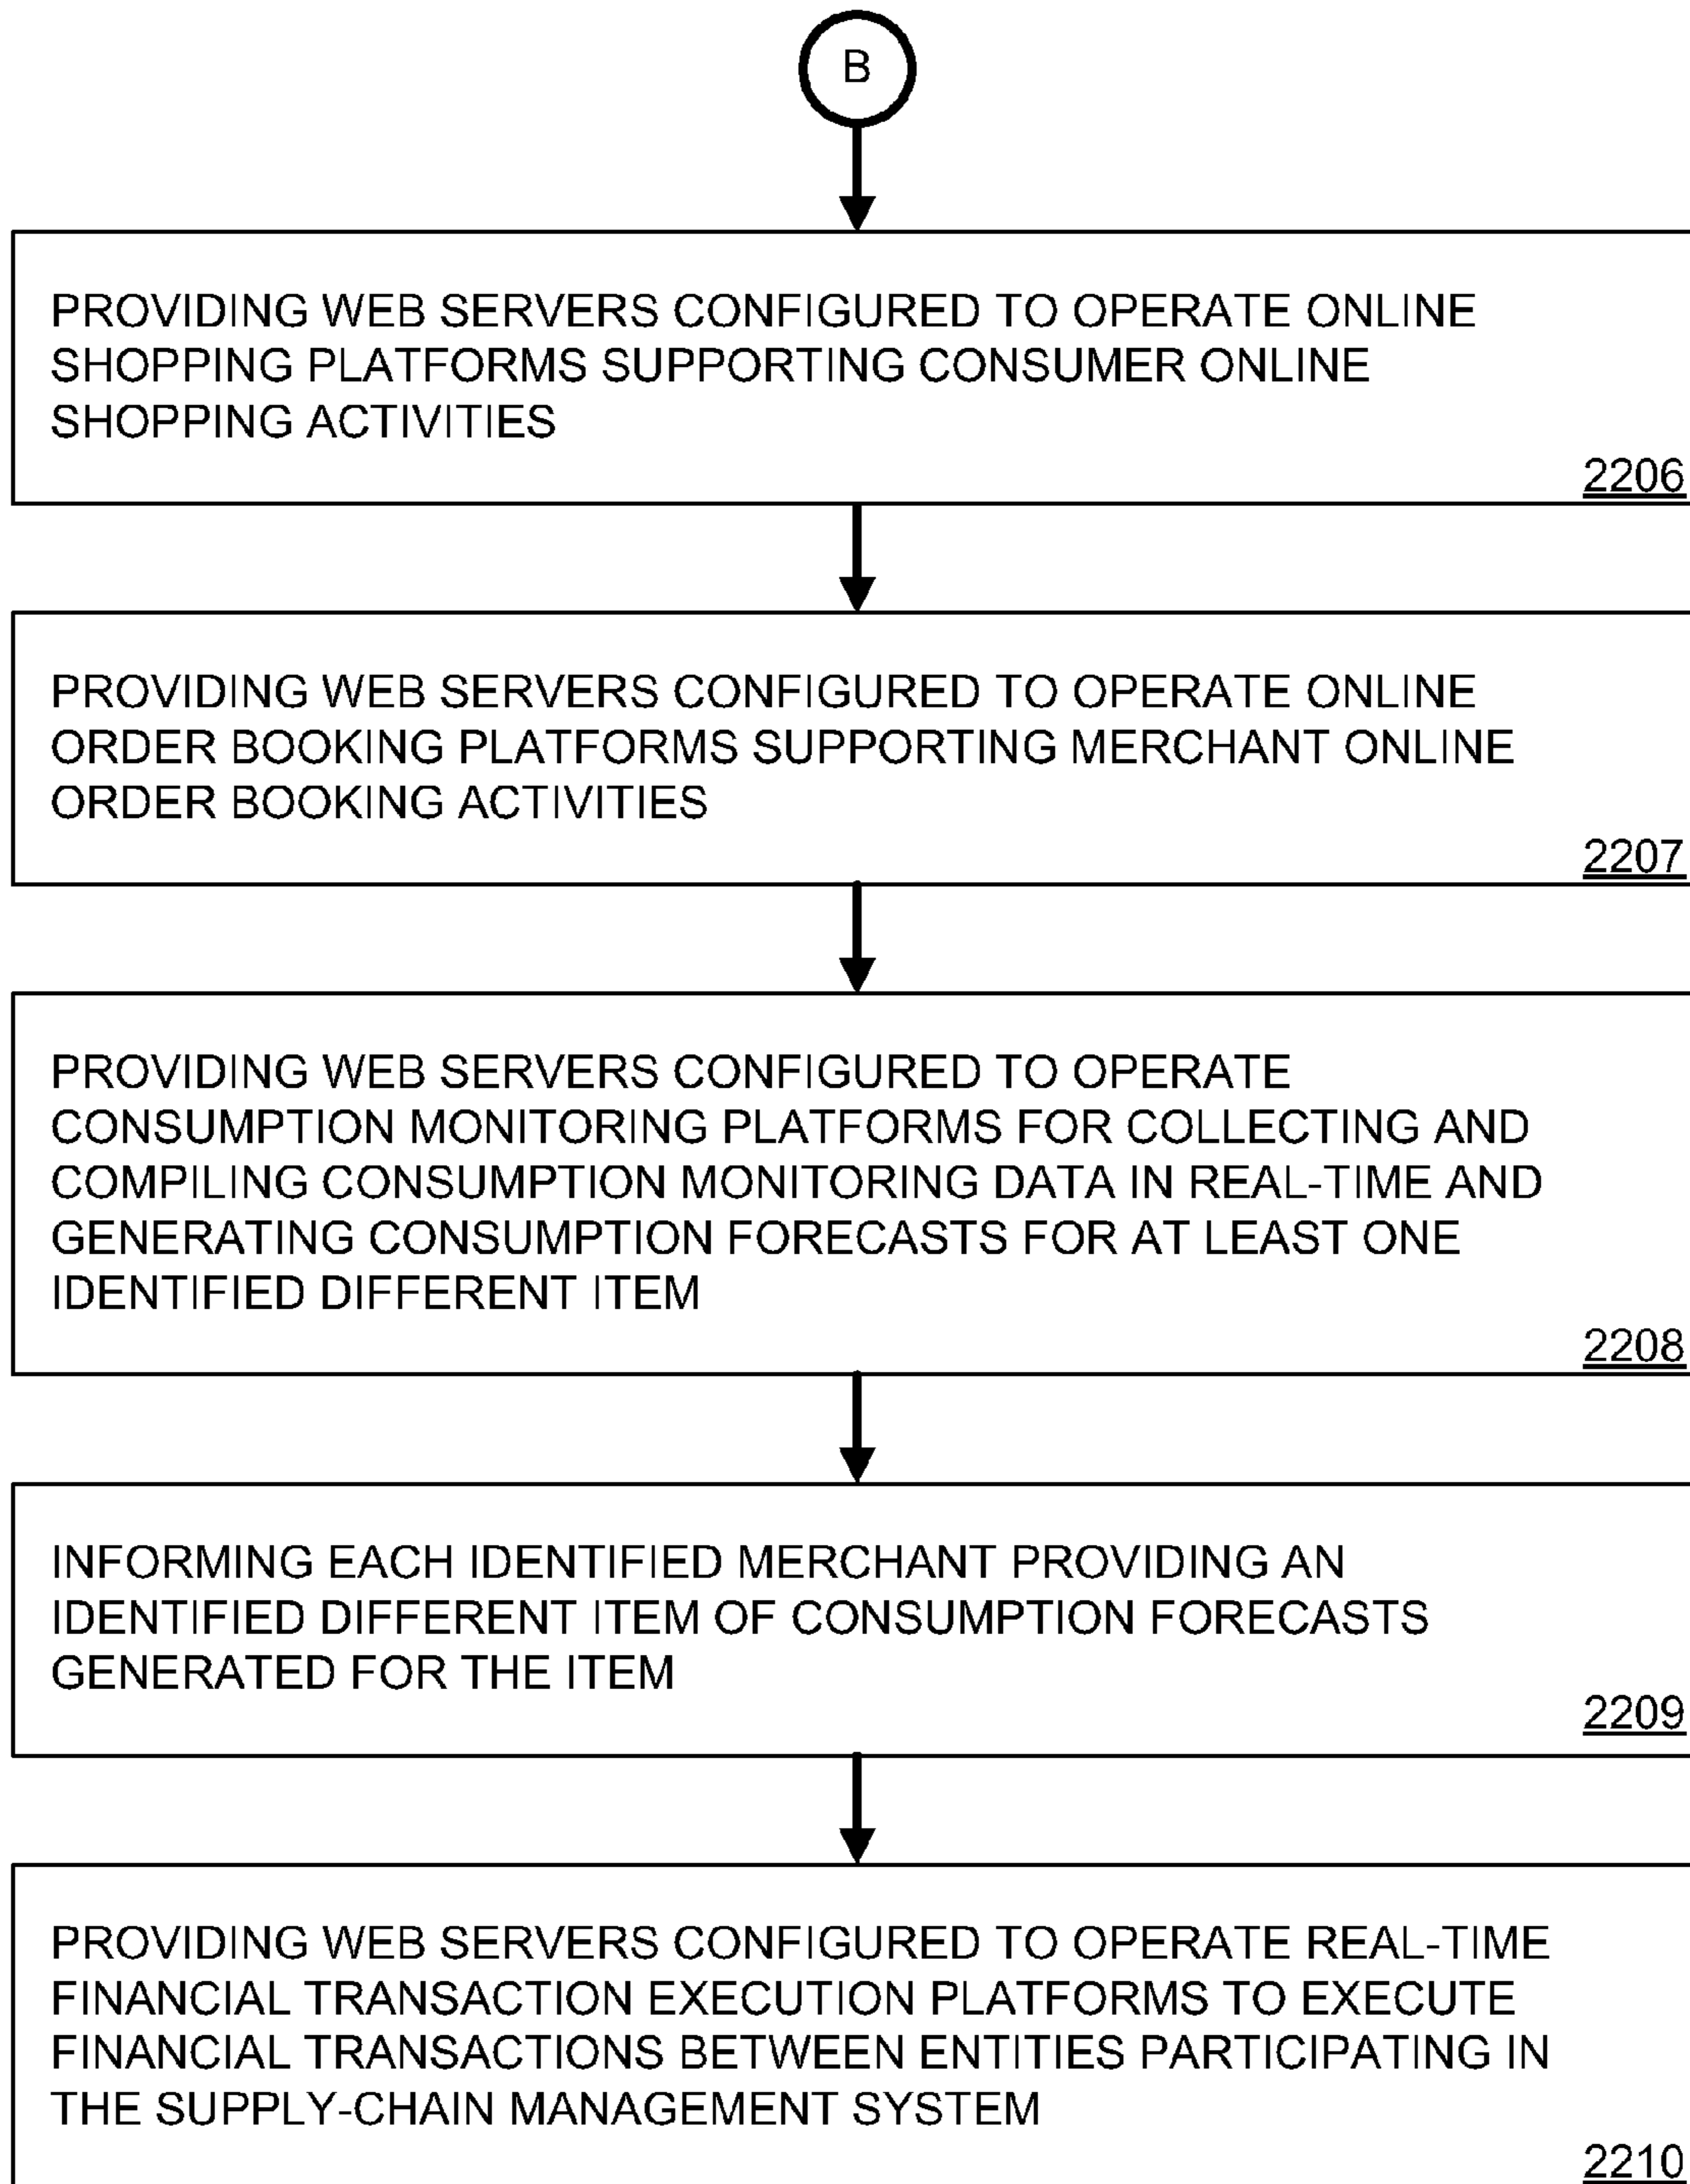 B
PROVIDING WEB SERVERS CONFIGURED TO OPERATE ONLINE
SHOPPING PLATFORMS SUPPORTING CONSUMER ONLINE
SHOPPING ACTIVITIES
2206
PROVIDING WEB SERVERS CONFIGURED TO OPERATE ONLINE
ORDER BOOKING PLATFORMS SUPPORTING MERCHANT ONLINE
ORDER BOOKING ACTIVITIES
2207
PROVIDING WEB SERVERS CONFIGURED TO OPERATE
CONSUMPTION MONITORING PLATFORMS FOR COLLECTING AND
COMPILING CONSUMPTION MONITORING DATA IN REAL-TIME AND
GENERATING CONSUMPTION FORECASTS FOR AT LEAST ONE
IDENTIFIED DIFFERENT ITEM
2208
INFORMING EACH IDENTIFIED MERCHANT PROVIDING AN
IDENTIFIED DIFFERENT ITEM OF CONSUMPTION FORECASTS
GENERATED FOR THE ITEM
2209
PROVIDING WEB SERVERS CONFIGURED TO OPERATE REAL-TIME
FINANCIAL TRANSACTION EXECUTION PLATFORMS TO EXECUTE
FINANCIAL TRANSACTIONS BETWEEN ENTITIES PARTICIPATING IN
THE SUPPLY-CHAIN MANAGEMENT SYSTEM
2210